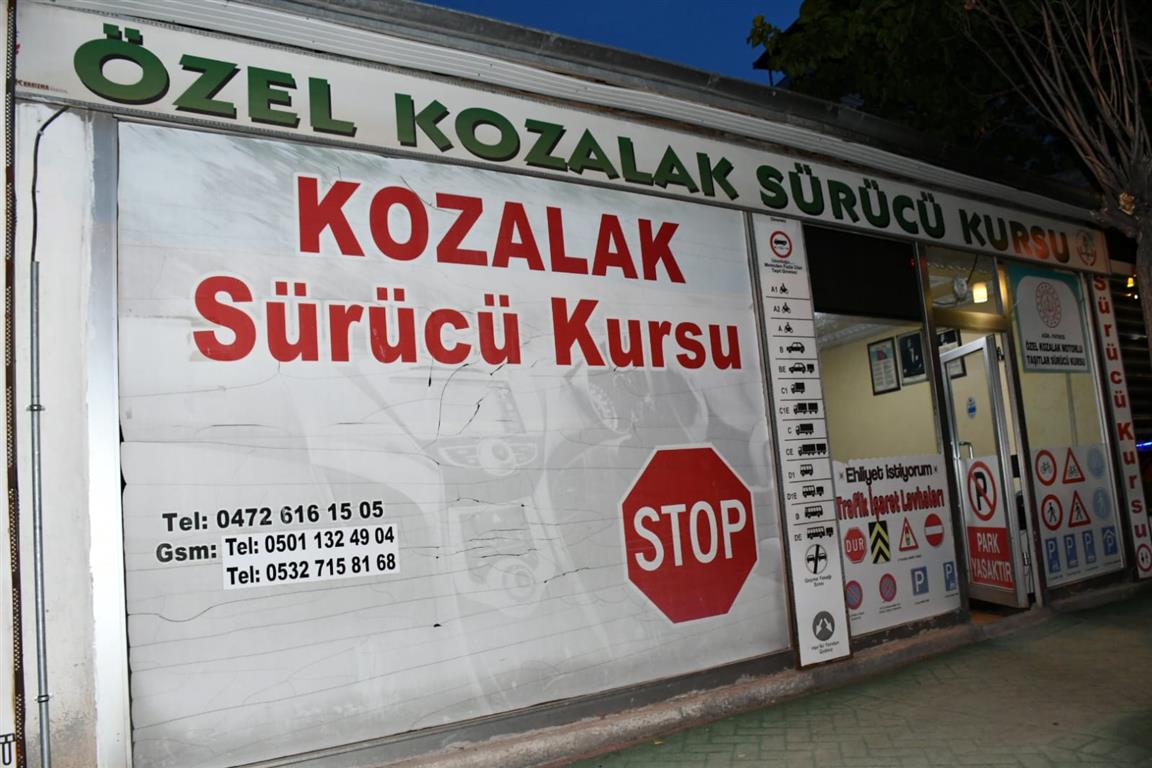 ÖZEL KOZALAK SÜRÜCÜ KURSU
KOZALAK
Sürücü Kursu
Tel: 0472 616 15 05
Gsm: Tel: 0501 132 49 04
Tel: 0532 715 81 68
STOP
A1
A2
A
B
BE
C1
C1E
C
CE
D1
D1E
B
DE
Ehliyet istiyorum
Trafik İşaret Levhaları
DUR
P
P
P
PARK
YASAKTIR
ÖZEL KOZALAK MOTORLU
TAŞITLAR SÜRÜCÜ KURSU
P
P
P
P
Sürücü Kursu